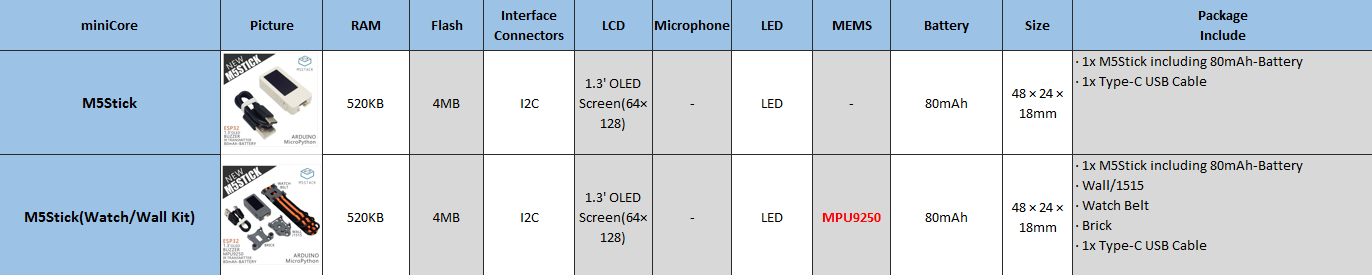 miniCore
Picture
RAM
Flash
Interface
Connectors
LCD
Microphone
LED
MEMS
Battery
Size
Package
Include
M5Stick
NEW
M5STICK
M5STACK
ESP32
1.3'OLED
BUZZER
IR TRANSMITTER
80mAh-BATTERY
ARDUINO
MicroPython
520KB
4MB
I2C
1.3' OLED
Screen(64×
128)
-
LED
-
80mAh
48 × 24 ×
18mm
· 1x M5Stick including 80mAh-Battery
· 1x Type-C USB Cable
M5Stick(Watch/Wall Kit)
NEW
M5STICK
M5STACK
WATCH
BELT
WALL
BRICK
ESP32
1.3'OLED
BUZZER
MPU9250
IR TRANSMITTER
80mAh-BATTERY
ARDUINO
MicroPython
520KB
4MB
I2C
1.3' OLED
Screen(64×
128)
-
LED
MPU9250
80mAh
48 × 24 ×
18mm
· 1x M5Stick including 80mAh-Battery
· Wall/1515
· Watch Belt
· Brick
· 1x Type-C USB Cable